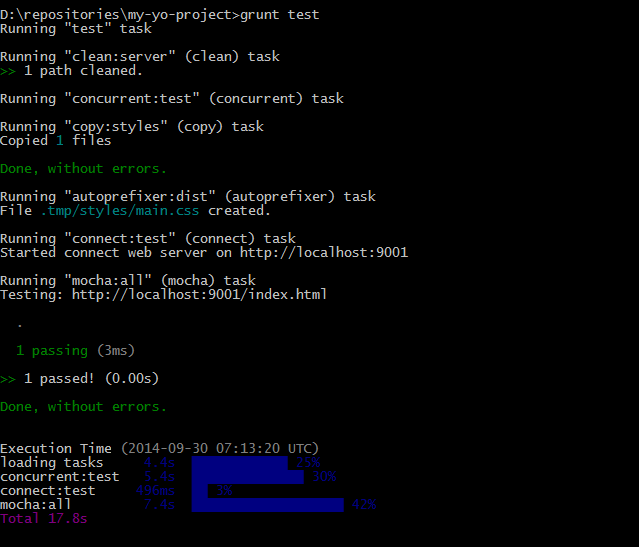 D:\repositories\my-yo-project>grunt test
Running "test" task
Running "clean:server" (clean) task
>> 1 path cleaned.
Running "concurrent:test" (concurrent) task
Running "copy:styles" (copy) task
Copied 1 files
Done, without errors.
Running "autoprefixer:dist" (autoprefixer) task
File .tmp/styles/main.css created.
Running "connect:test" (connect) task
Started connect web server on http://localhost:9001
Running "mocha:all" (mocha) task
Testing: http://localhost:9001/index.html
.
1 passing (3ms)
>> 1 passed! (0.00s)
Done, without errors.
Execution Time (2014-09-30 07:13:20 UTC)
loading tasks 4.4s 25%
concurrent:test 5.4s 30%
connect:test 496ms 3%
mocha:all 7.4s 42%
Total 17.8s